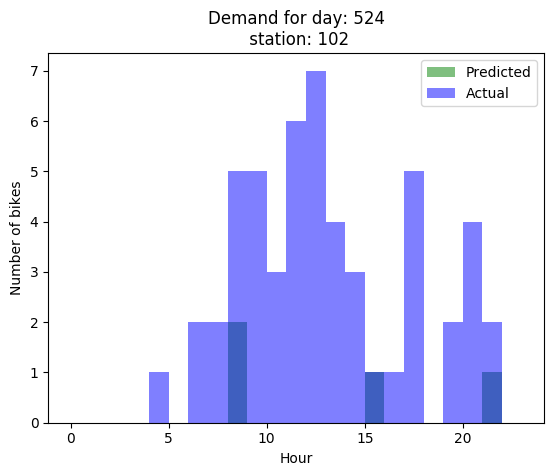 Demand for day: 524
station: 102
Predicted
Actual
Number of bikes
7
6
5
4
3
2
1
0
0 5 10 15 20
Hour